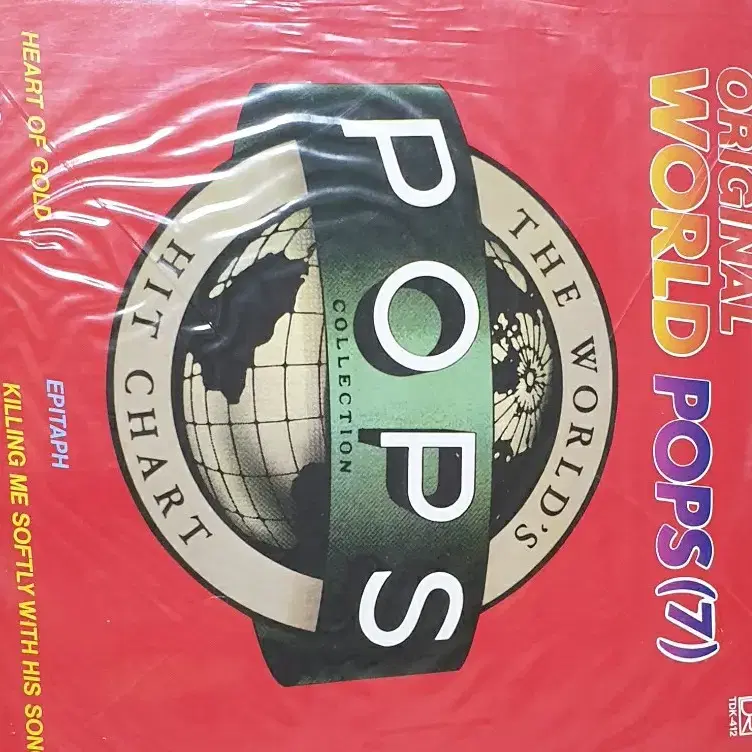 ORIGINAL
WORLD POPS (7)
TDK-412
THE WORLD'S
POPS
COLLECTION
HIT CHART
HEART OF GOLD
EPITAPH
KILLING ME SOFTLY WITH HIS SON